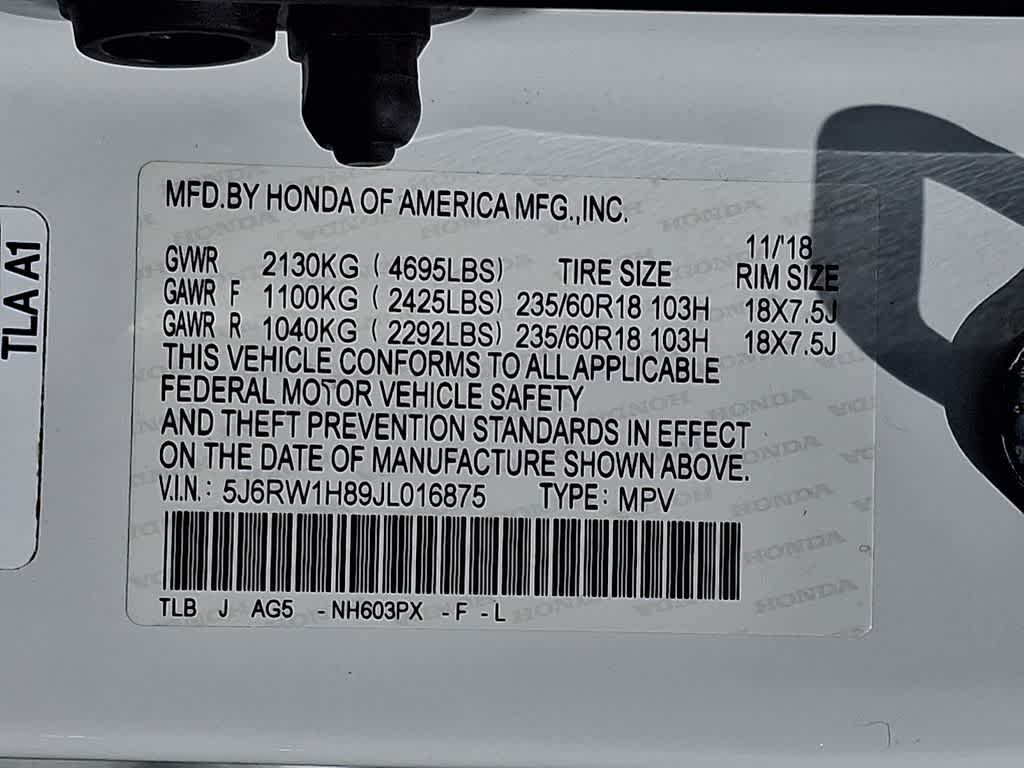 TLA A1
MFD.BY HONDA OF AMERICA MFG.,INC.
11/'18
GVWR 2130KG ( 4695LBS) TIRE SIZE RIM SIZE
GAWR F 1100KG ( 2425LBS) 235/60R18 103H 18X7.5J
GAWR R 1040KG ( 2292LBS) 235/60R18 103H 18X7.5J
THIS VEHICLE CONFORMS TO ALL APPLICABLE
FEDERAL MOTOR VEHICLE SAFETY
AND THEFT PREVENTION STANDARDS IN EFFECT
ON THE DATE OF MANUFACTURE SHOWN ABOVE.
V.I.N.: 5J6RW1H89JL016875 TYPE: MPV
TLB J AG5 -NH603PX -F -L